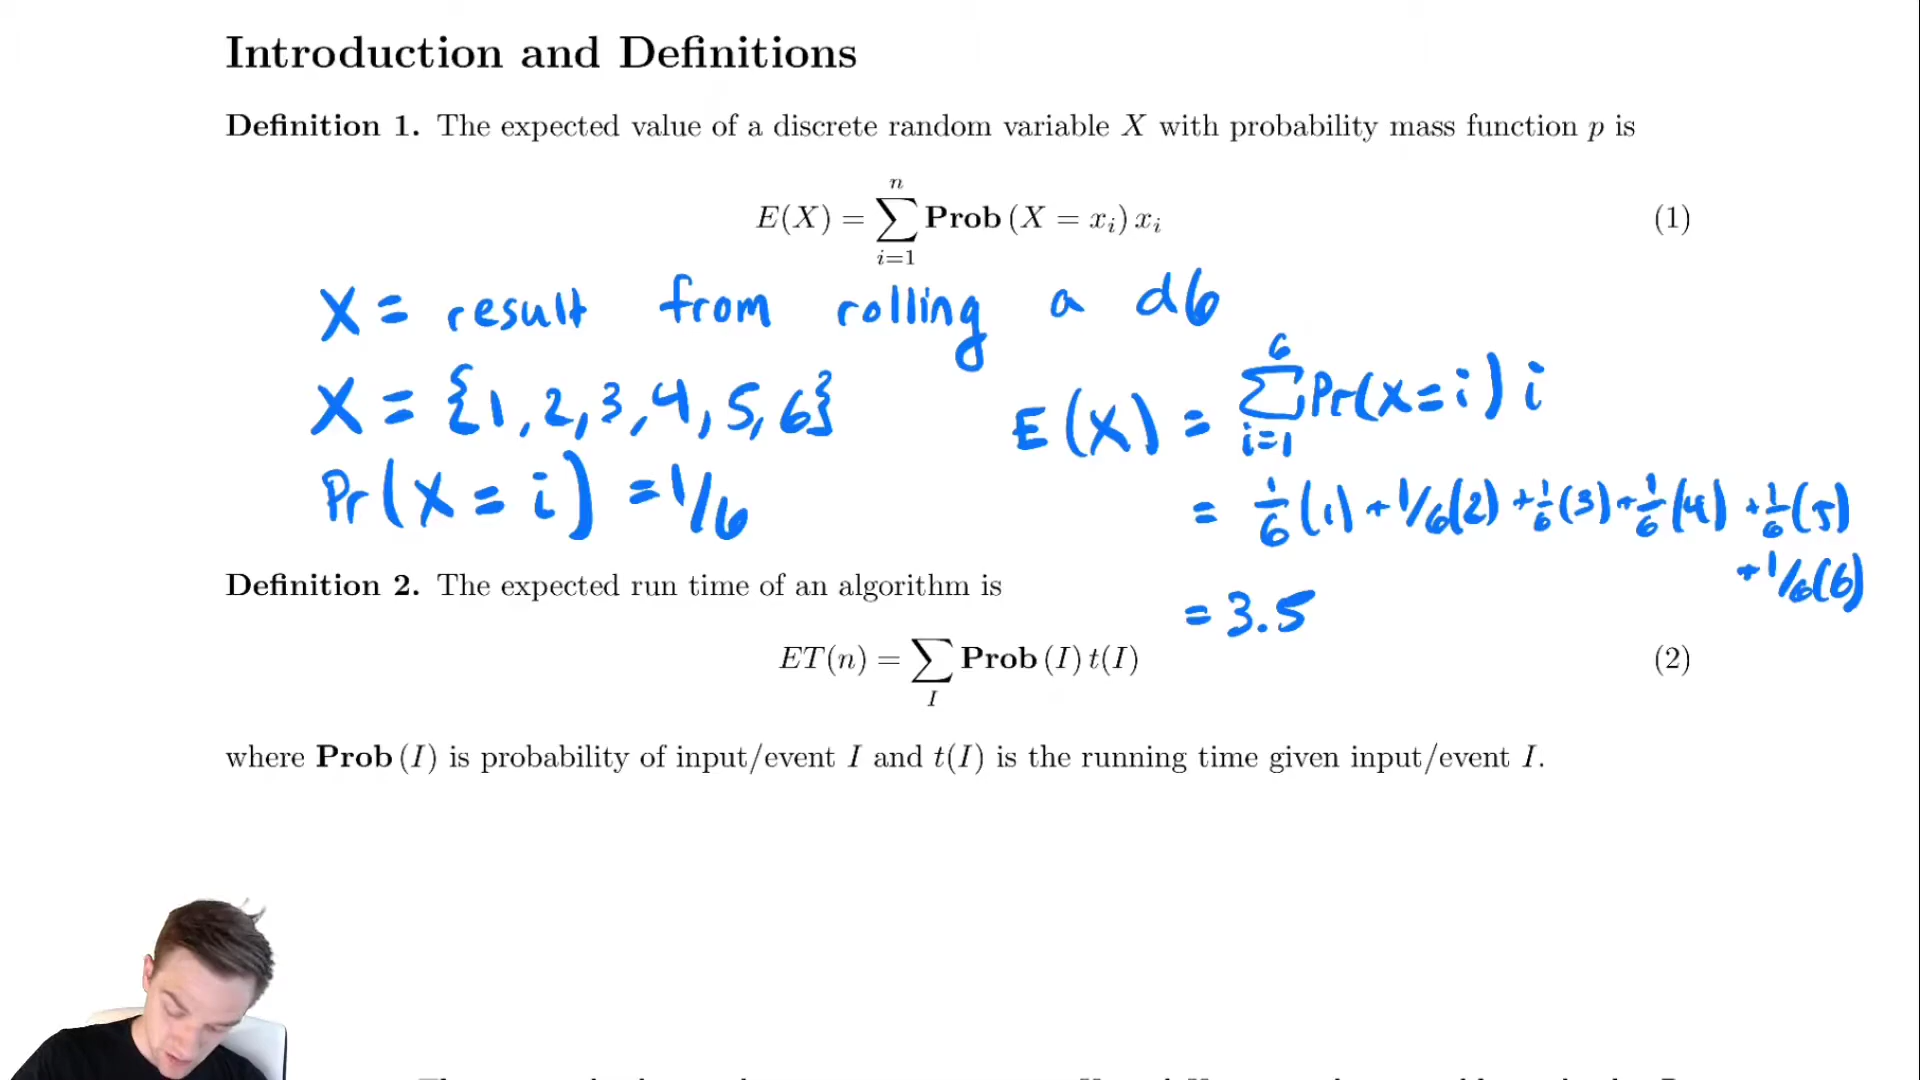 Introduction and Definitions
Definition 1. The expected value of a discrete random variable X with probability mass function p is
E(X) = \sum_{i=1}^{n} Prob (X = x_i) x_i (1)
X = result from rolling a d6
X = {1,2,3,4,5,6}
Pr(X = i) = 1/6
E(X) = \sum_{i=1}^{6} Pr(X=i) i
= 1/6(1) + 1/6(2) + 1/6(3) + 1/6(4) + 1/6(5)
+ 1/6(6)
= 3.5
Definition 2. The expected run time of an algorithm is
ET(n) = \sum_{I} Prob (I) t(I) (2)
where Prob (I) is probability of input/event I and t(I) is the running time given input/event I.